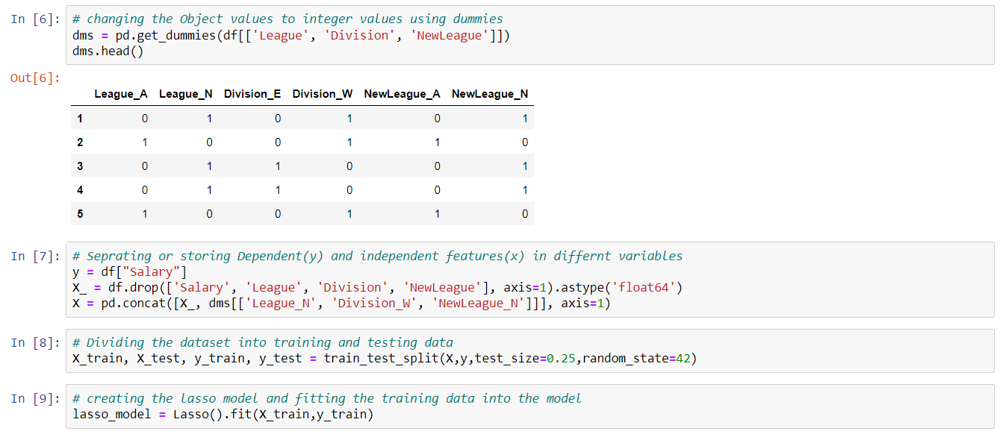 In [6]: # changing the Object values to integer values using dummies
dms = pd.get_dummies(df[['League', 'Division', 'NewLeague']])
dms.head()
Out[6]:
League_A League_N Division_E Division_W NewLeague_A NewLeague_N
1 0 1 0 1 0 1
2 1 0 0 1 1 0
3 0 1 1 0 0 1
4 0 1 1 0 0 1
5 1 0 0 1 1 0
In [7]: # Seprating or storing Dependent(y) and independent features(x) in differnt variables
y = df["Salary"]
X_ = df.drop(['Salary', 'League', 'Division', 'NewLeague'], axis=1).astype('float64')
X = pd.concat([X_, dms[['League_N', 'Division_W', 'NewLeague_N']]], axis=1)
In [8]: # Dividing the dataset into training and testing data
X_train, X_test, y_train, y_test = train_test_split(X,y,test_size=0.25,random_state=42)
In [9]: # creating the lasso model and fitting the training data into the model
lasso_model = Lasso().fit(X_train,y_train)